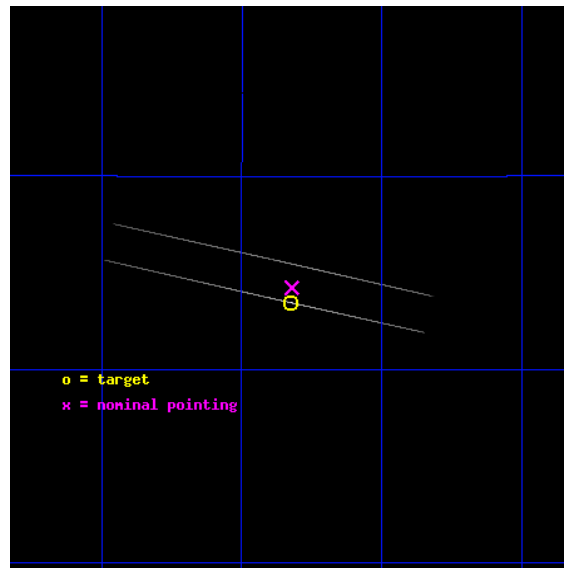 o = target
x = nominal pointing